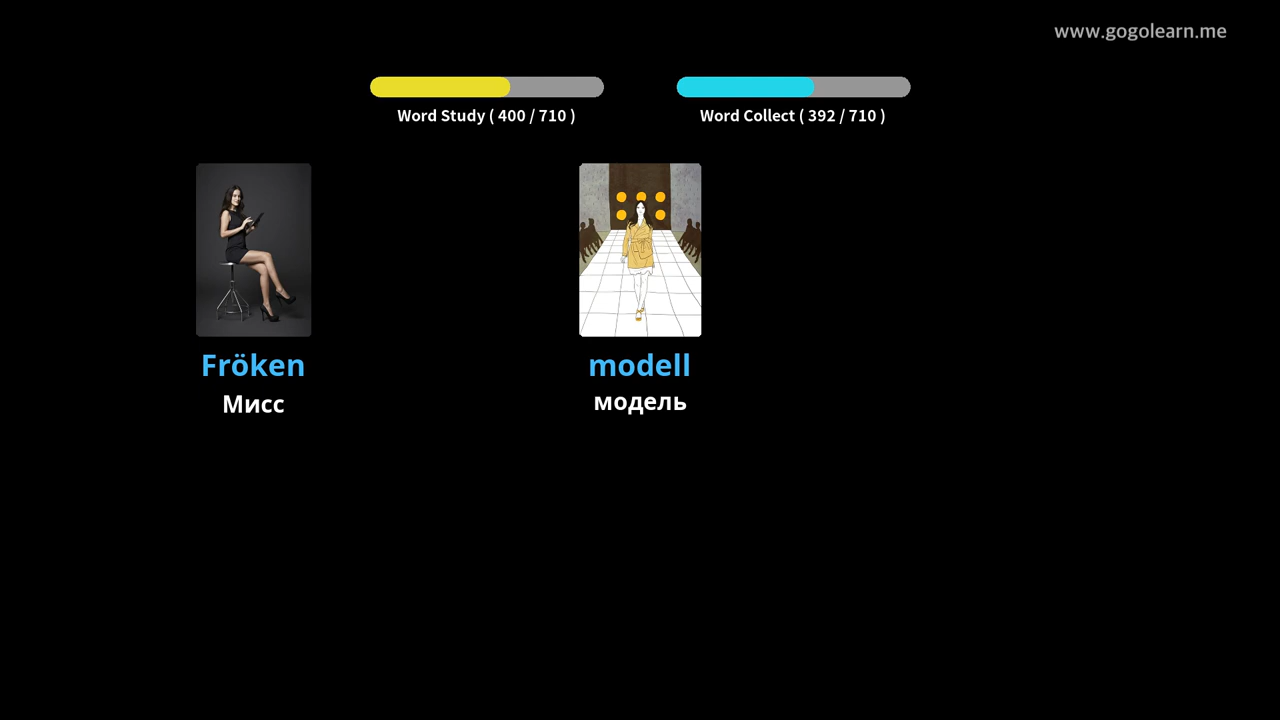 www.gogolearn.me
Word Study ( 400 / 710 )
Word Collect ( 392 / 710 )
Fröken
Мисс
modell
модель